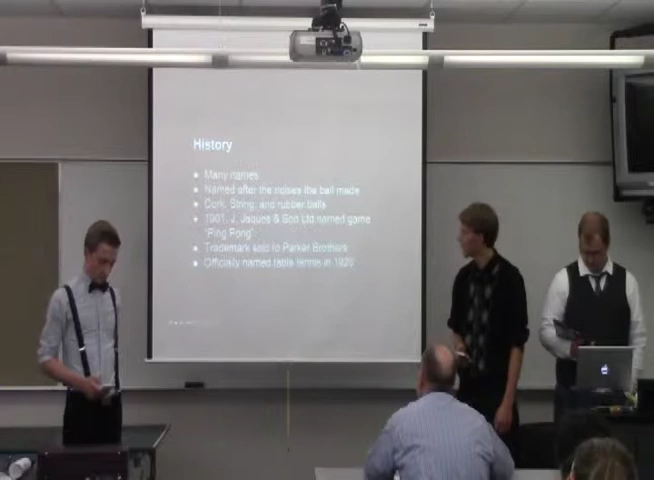 History
Many names
Named after the noises the ball made
Cork, String, and rubber balls
1901, J. Jaques & Son Ltd named game
"Ping Pong"
Trademark sold to Parker Brothers
Officially named table tennis in